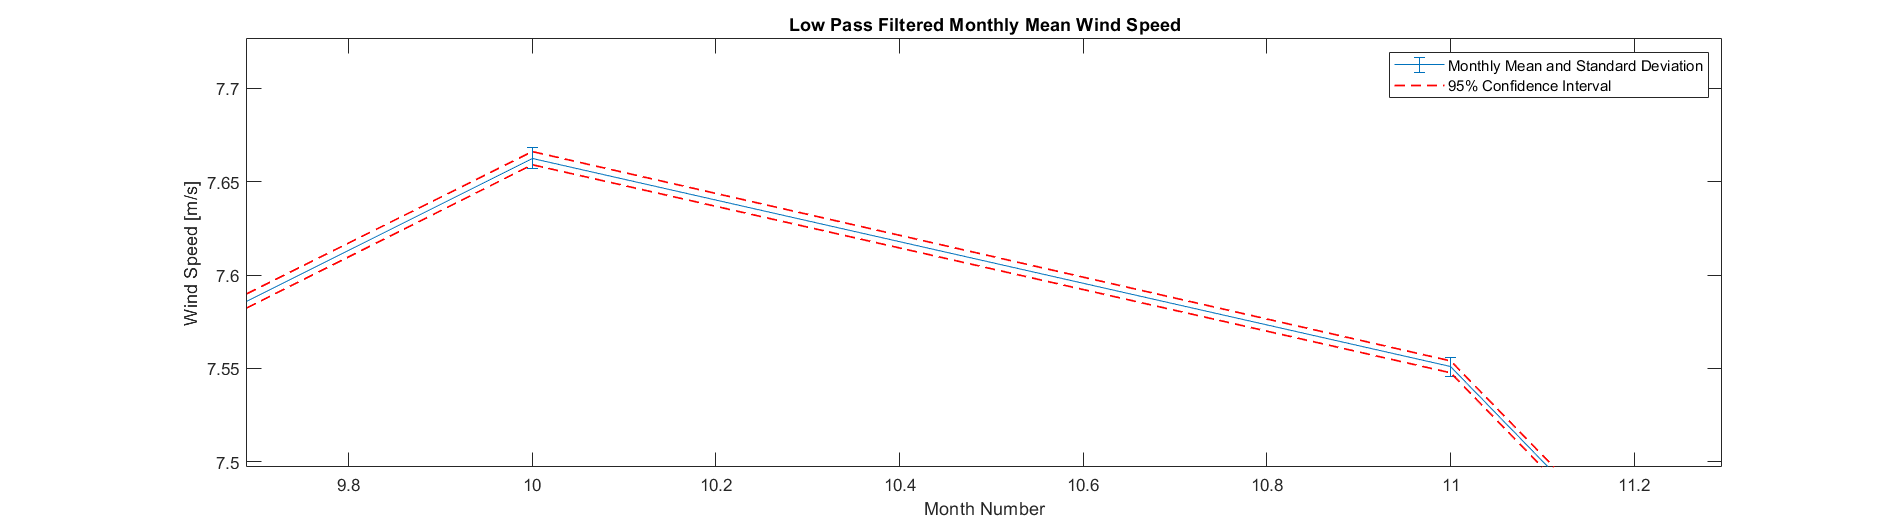 Low Pass Filtered Monthly Mean Wind Speed
Monthly Mean and Standard Deviation
95% Confidence Interval
7.7
7.65
7.6
7.55
7.5
Wind Speed [m/s]
9.8 10 10.2 10.4 10.6 10.8 11 11.2
Month Number